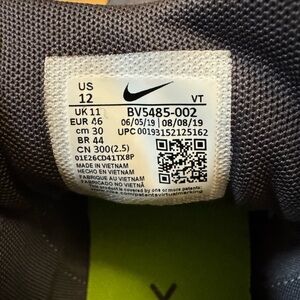 US
12
VT
UK 11
BV5485-002
EUR 46
06/05/19
08/08/19
cm 30
UPC 00193152125162
BR 44
CN 300(2.5)
01E26CD41TX8P
MADE IN VIETNAM
HECHO EN VIETNAM
FABRIQUÉ AU VIETNAM
FABRICADO NO VIETNAM